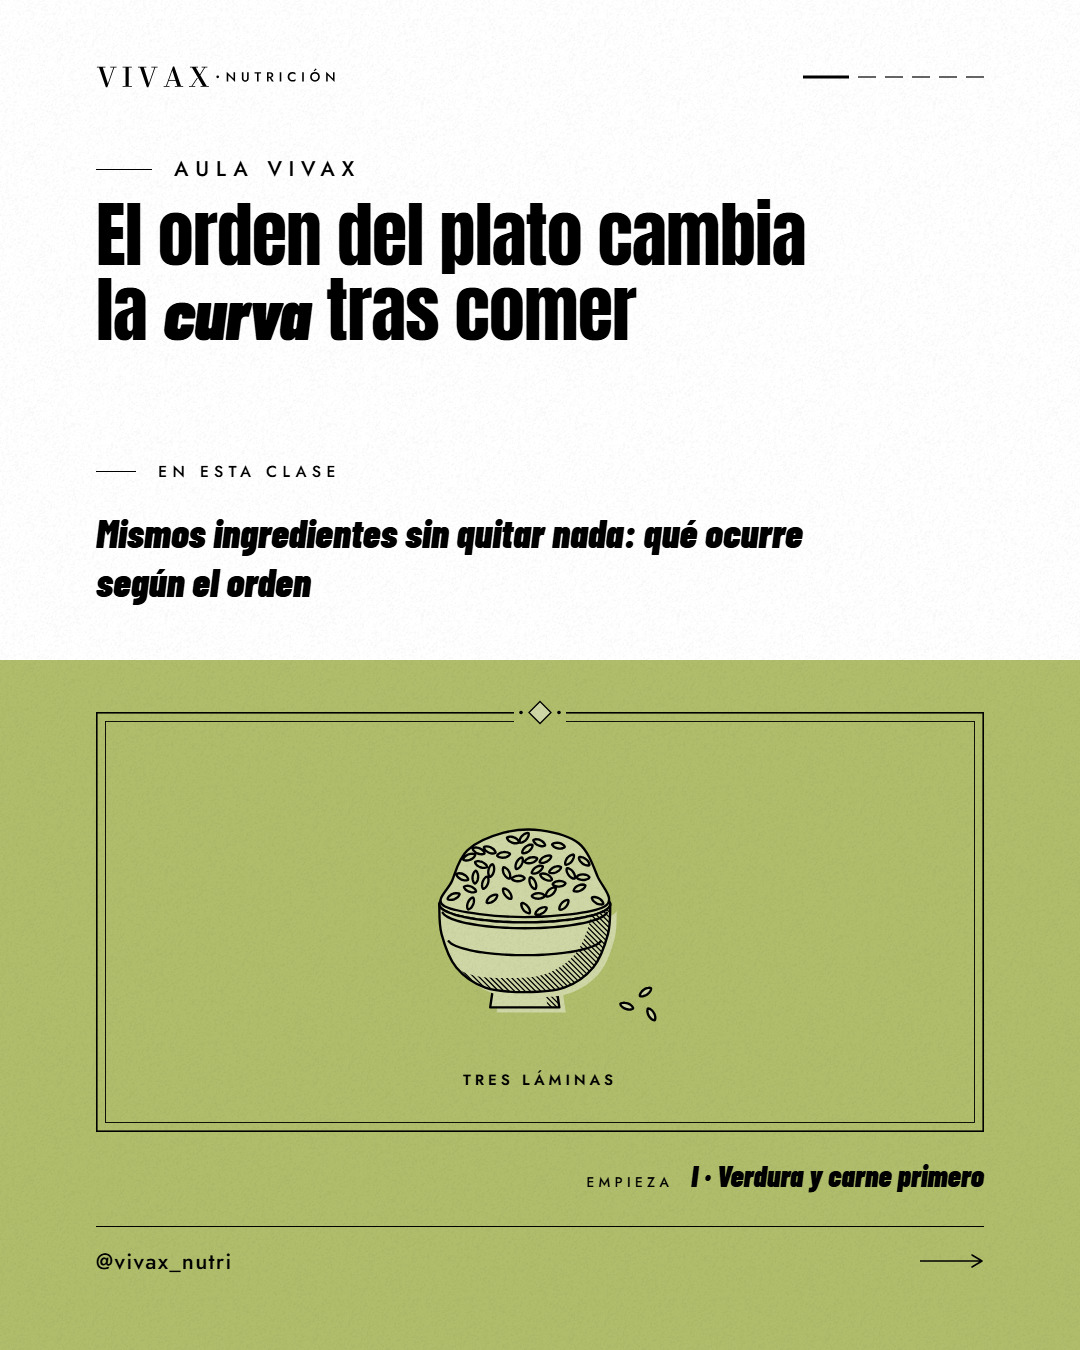 VIVAX·NUTRICIÓN
AULA VIVAX
El orden del plato cambia
la curva tras comer
EN ESTA CLASE
Mismos ingredientes sin quitar nada: qué ocurre
según el orden
TRES LÁMINAS
EMPIEZA I · Verdura y carne primero
@vivax_nutri